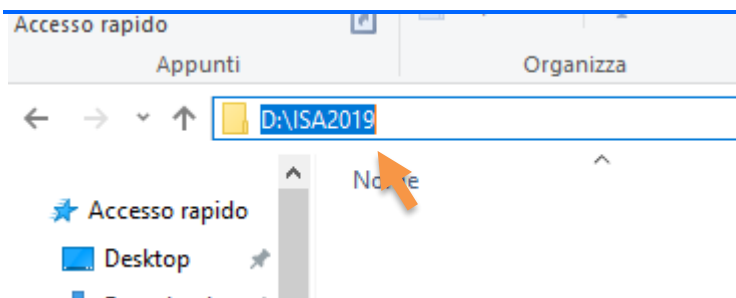 Accesso rapido
Appunti
Organizza
D:\ISA2019
Nome
Accesso rapido
Desktop